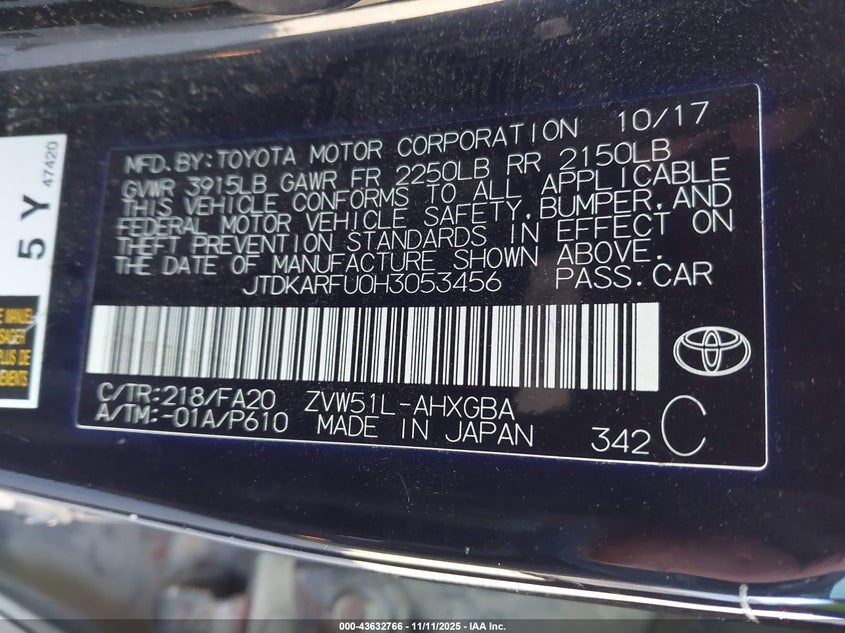 MFD.BY:TOYOTA MOTOR CORPORATION 10/17
GVWR 3915LB GAWR FR 2250LB RR 2150LB
THIS VEHICLE CONFORMS TO ALL APPLICABLE
FEDERAL MOTOR VEHICLE SAFETY,BUMPER,AND
THEFT PREVENTION STANDARDS IN EFFECT ON
THE DATE OF MANUFACTURE SHOWN ABOVE.
JTDKARFU0H3053456 PASS.CAR
C/TR:218/FA20 ZVW51L-AHXGBA
A/TM:-01A/P610 MADE IN JAPAN 342 C
5 Y
47420
E MANUEL
PLUS DE
000-43632766 - 11/11/2025 - IAA Inc.